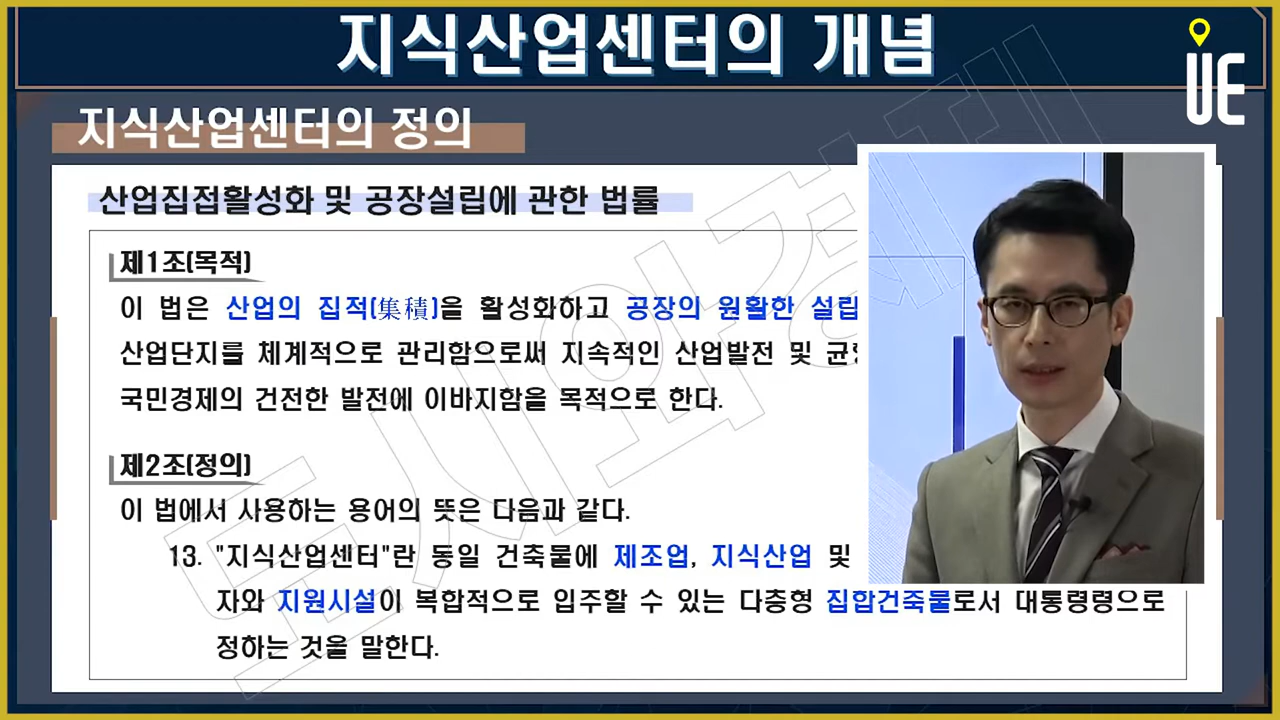 지식산업센터의 개념
UE
지식산업센터의 정의
산업집접활성화 및 공장설립에 관한 법률
제1조(목적)
이 법은 산업의 집적(集積)을 활성화하고 공장의 원활한 설립
산업단지를 체계적으로 관리함으로써 지속적인 산업발전 및
국민경제의 건전한 발전에 이바지함을 목적으로 한다.
제2조(정의)
이 법에서 사용하는 용어의 뜻은 다음과 같다.
13. "지식산업센터"란 동일 건축물에 제조업, 지식산업 및
자와 지원시설이 복합적으로 입주할 수 있는 다층형 집합건축물로서 대통령령으로
정하는 것을 말한다.
도시와경제